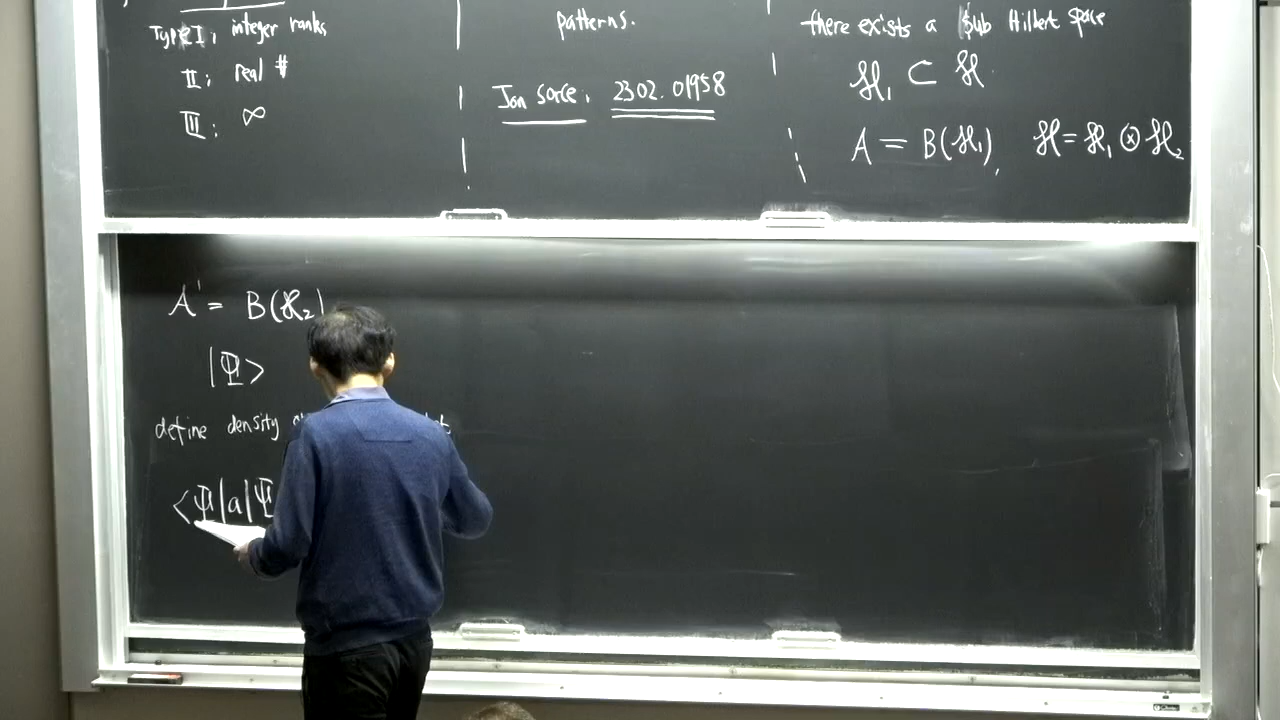 Type I; integer ranks
II; real #
III; ∞
patterns.
Jon Sorce, 2302.01958
there exists a sub Hilbert space
ℋ₁ ⊂ ℋ.
A = B(ℋ₁), ℋ = ℋ₁ ⊗ ℋ₂
A' = B(ℋ₂)
|Ψ>
define density
<Ψ|a|Ψ